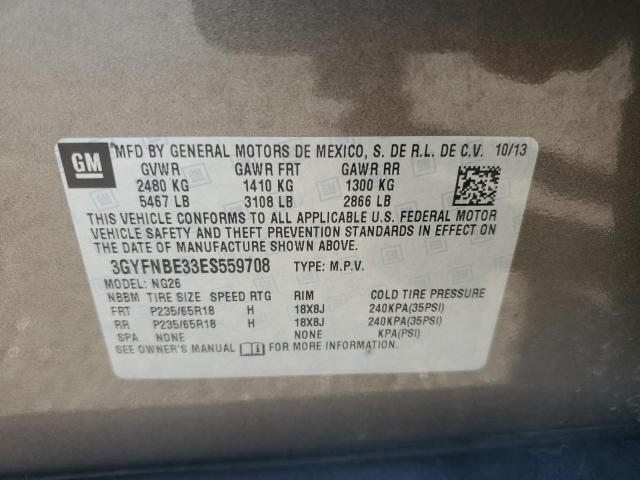 GM
MFD BY GENERAL MOTORS DE MEXICO, S. DE R.L. DE C.V. 10/13
GVWR GAWR FRT GAWR RR
2480 KG 1410 KG 1300 KG
5467 LB 3108 LB 2866 LB
THIS VEHICLE CONFORMS TO ALL APPLICABLE U.S. FEDERAL MOTOR
VEHICLE SAFETY AND THEFT PREVENTION STANDARDS IN EFFECT ON
THE DATE OF MANUFACTURE SHOWN ABOVE.
3GYFNBE33ES559708 TYPE: M.P.V.
MODEL: NG26
NBBM TIRE SIZE SPEED RTG RIM COLD TIRE PRESSURE
FRT P235/65R18 H 18X8J 240KPA(35PSI)
RR P235/65R18 H 18X8J 240KPA(35PSI)
SPA NONE NONE KPA(PSI)
SEE OWNER'S MANUAL FOR MORE INFORMATION.